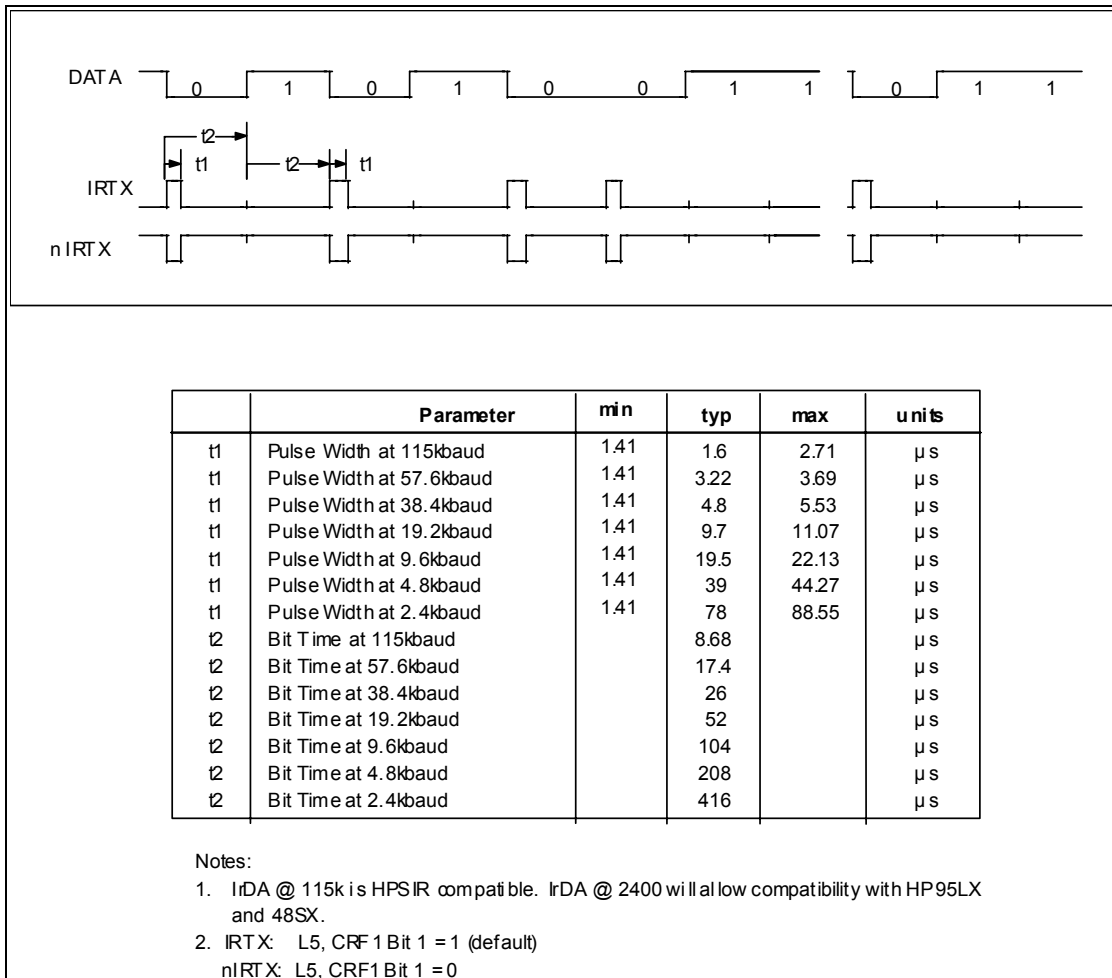 DATA 0 1 0 1 0 0 1 1 0 1 1
t2
t1 t2 t1
IRTX
nIRTX
Parameter min typ max units
t1 Pulse Width at 115kbaud 1.41 1.6 2.71 µs
t1 Pulse Width at 57.6kbaud 1.41 3.22 3.69 µs
t1 Pulse Width at 38.4kbaud 1.41 4.8 5.53 µs
t1 Pulse Width at 19.2kbaud 1.41 9.7 11.07 µs
t1 Pulse Width at 9.6kbaud 1.41 19.5 22.13 µs
t1 Pulse Width at 4.8kbaud 1.41 39 44.27 µs
t1 Pulse Width at 2.4kbaud 1.41 78 88.55 µs
t2 Bit Time at 115kbaud 8.68 µs
t2 Bit Time at 57.6kbaud 17.4 µs
t2 Bit Time at 38.4kbaud 26 µs
t2 Bit Time at 19.2kbaud 52 µs
t2 Bit Time at 9.6kbaud 104 µs
t2 Bit Time at 4.8kbaud 208 µs
t2 Bit Time at 2.4kbaud 416 µs
Notes:
1. IrDA @ 115k is HPSIR compatible. IrDA @ 2400 will allow compatibility with HP95LX
and 48SX.
2. IRTX: L5, CRF1 Bit 1 = 1 (default)
nIRTX: L5, CRF1 Bit 1 = 0